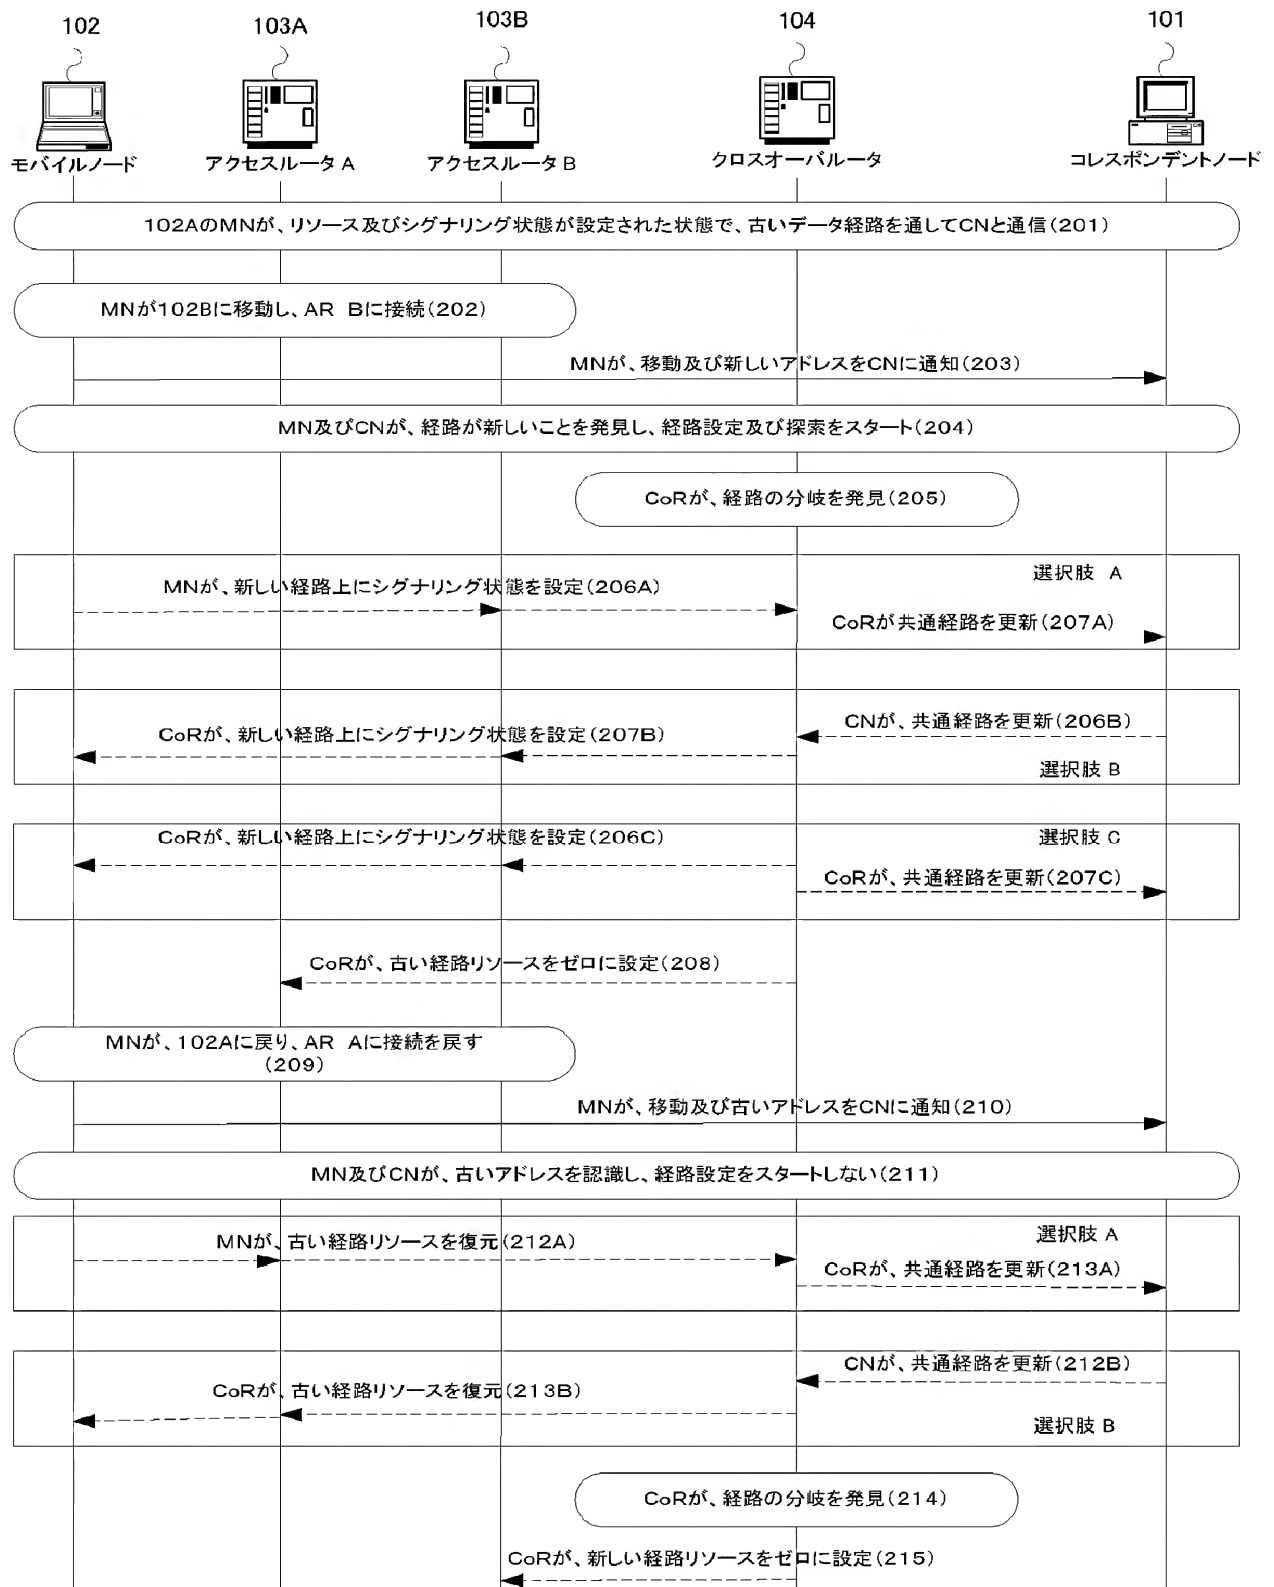 102
103A
103B
104
101
モバイルノード
アクセスルータ A
アクセスルータ B
クロスオーバルータ
コレスポンデントノード
102AのMNが、リソース及びシグナリング状態が設定された状態で、古いデータ経路を通してCNと通信(201)
MNが102Bに移動し、AR Bに接続(202)
MNが、移動及び新しいアドレスをCNに通知(203)
MN及びCNが、経路が新しいことを発見し、経路設定及び探索をスタート(204)
CoRが、経路の分岐を発見(205)
選択肢 A
MNが、新しい経路上にシグナリング状態を設定(206A)
CoRが共通経路を更新(207A)
CNが、共通経路を更新(206B)
CoRが、新しい経路上にシグナリング状態を設定(207B)
選択肢 B
CoRが、新しい経路上にシグナリング状態を設定(206C)
選択肢 C
CoRが、共通経路を更新(207C)
CoRが、古い経路リソースをゼロに設定(208)
MNが、102Aに戻り、AR Aに接続を戻す
(209)
MNが、移動及び古いアドレスをCNに通知(210)
MN及びCNが、古いアドレスを認識し、経路設定をスタートしない(211)
選択肢 A
MNが、古い経路リソースを復元(212A)
CoRが、共通経路を更新(213A)
CNが、共通経路を更新(212B)
CoRが、古い経路リソースを復元(213B)
選択肢 B
CoRが、経路の分岐を発見(214)
CoRが、新しい経路リソースをゼロに設定(215)